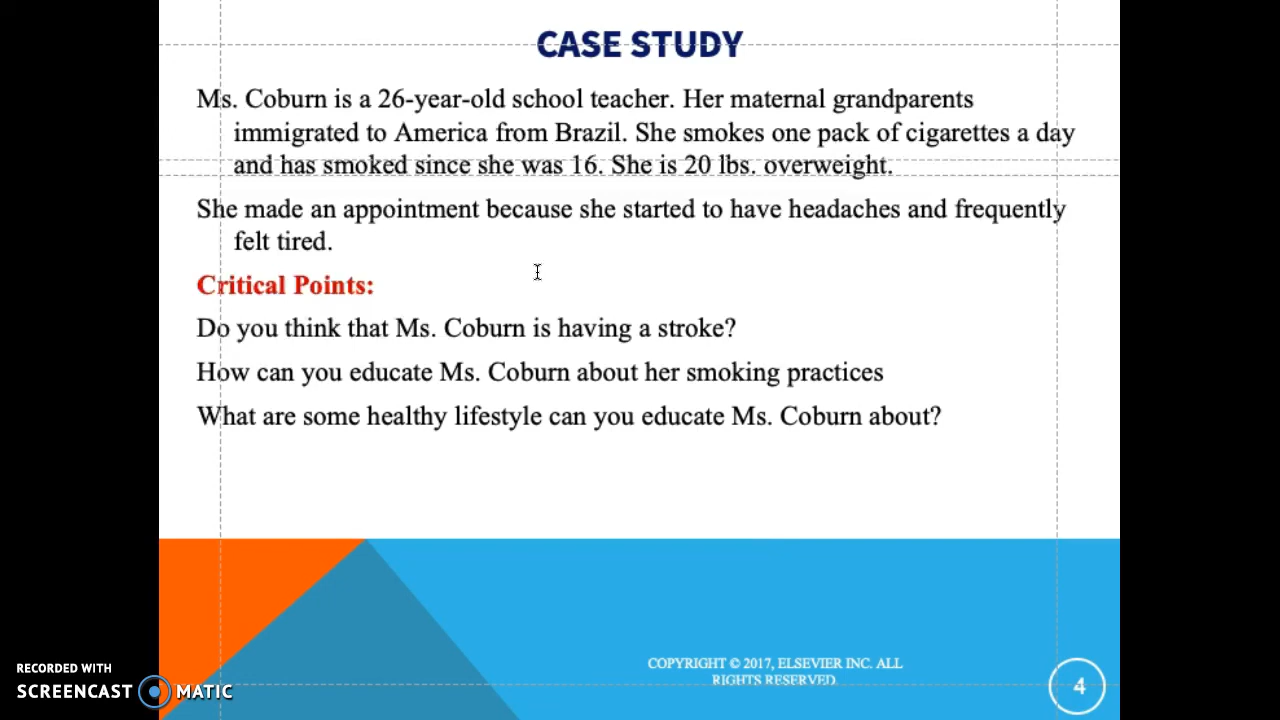 CASE STUDY
Ms. Coburn is a 26-year-old school teacher. Her maternal grandparents
immigrated to America from Brazil. She smokes one pack of cigarettes a day
and has smoked since she was 16. She is 20 lbs. overweight.
She made an appointment because she started to have headaches and frequently
felt tired.
Critical Points:
Do you think that Ms. Coburn is having a stroke?
How can you educate Ms. Coburn about her smoking practices
What are some healthy lifestyle can you educate Ms. Coburn about?
COPYRIGHT © 2017, ELSEVIER INC. ALL
RIGHTS RESERVED.
4
RECORDED WITH
SCREENCAST MATIC